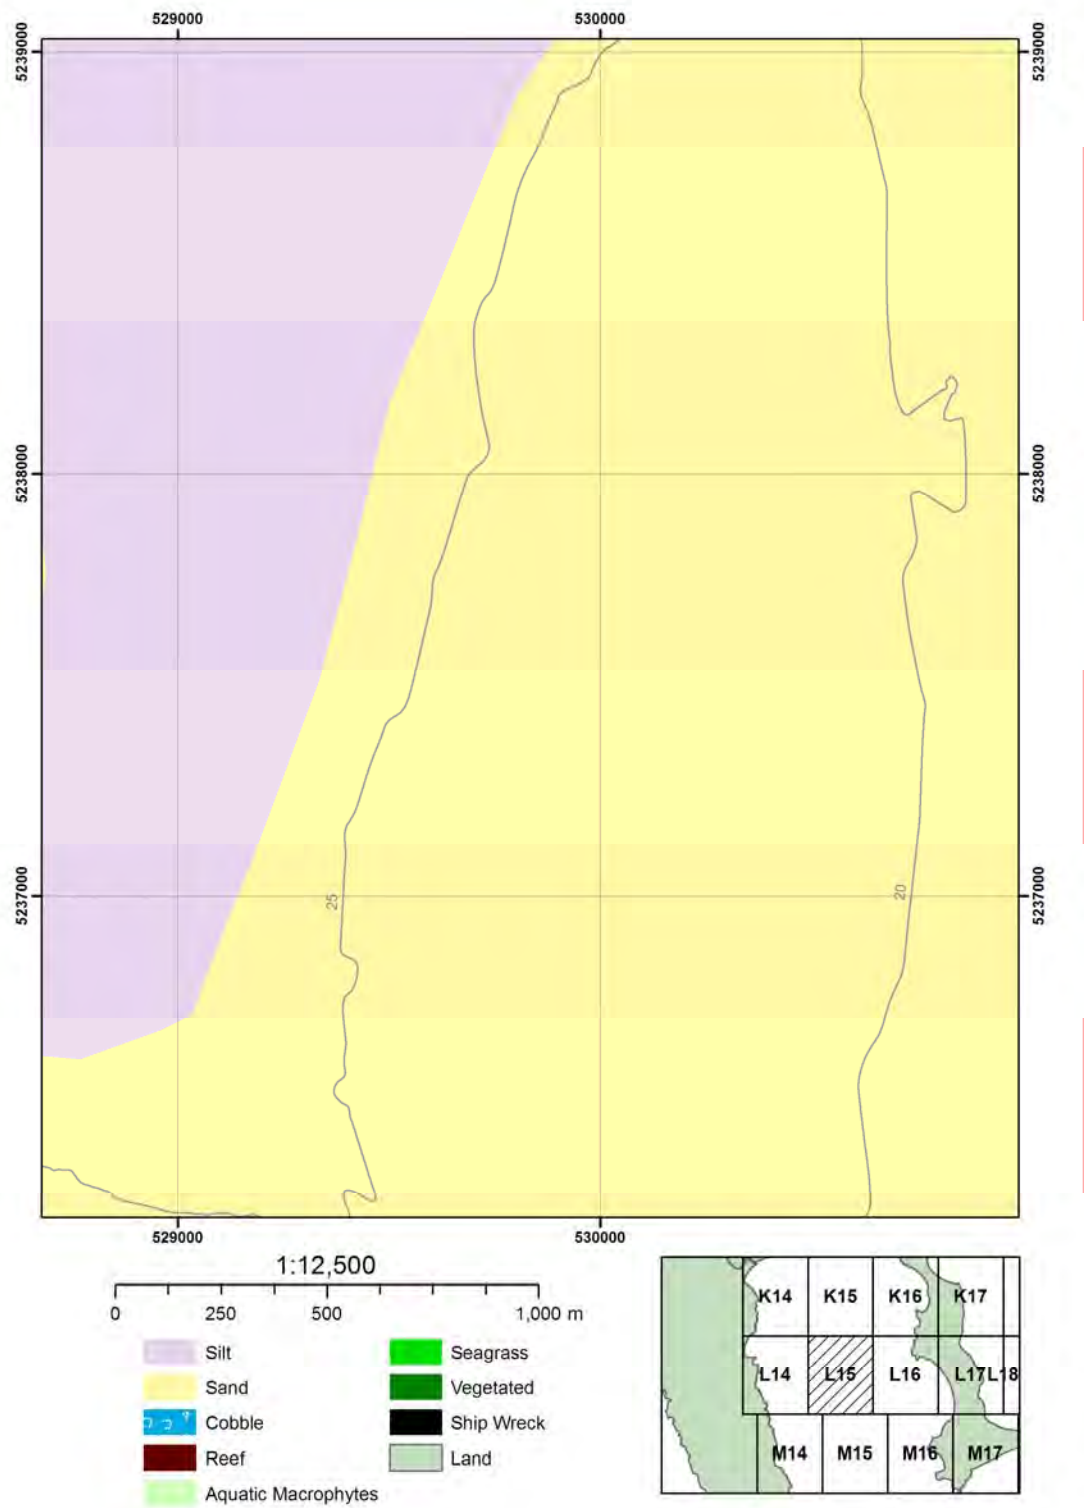 529000 530000
5239000 5239000
5238000 5238000
5237000 5237000
25 20
529000 530000
1:12,500
0 250 500 1,000 m
Silt Seagrass
Sand Vegetated
Cobble Ship Wreck
Reef Land
Aquatic Macrophytes
K14 K15 K16 K17
L14 L15 L16 L17 L18
M14 M15 M16 M17